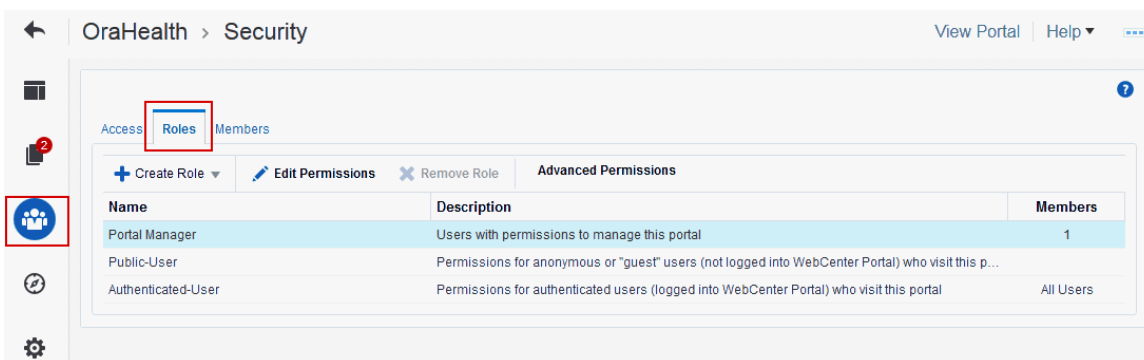 OraHealth > Security View Portal Help
Access Roles Members
2
Create Role Edit Permissions Remove Role Advanced Permissions
Name Description Members
Portal Manager Users with permissions to manage this portal 1
Public-User Permissions for anonymous or "guest" users (not logged into WebCenter Portal) who visit this p...
Authenticated-User Permissions for authenticated users (logged into WebCenter Portal) who visit this portal All Users